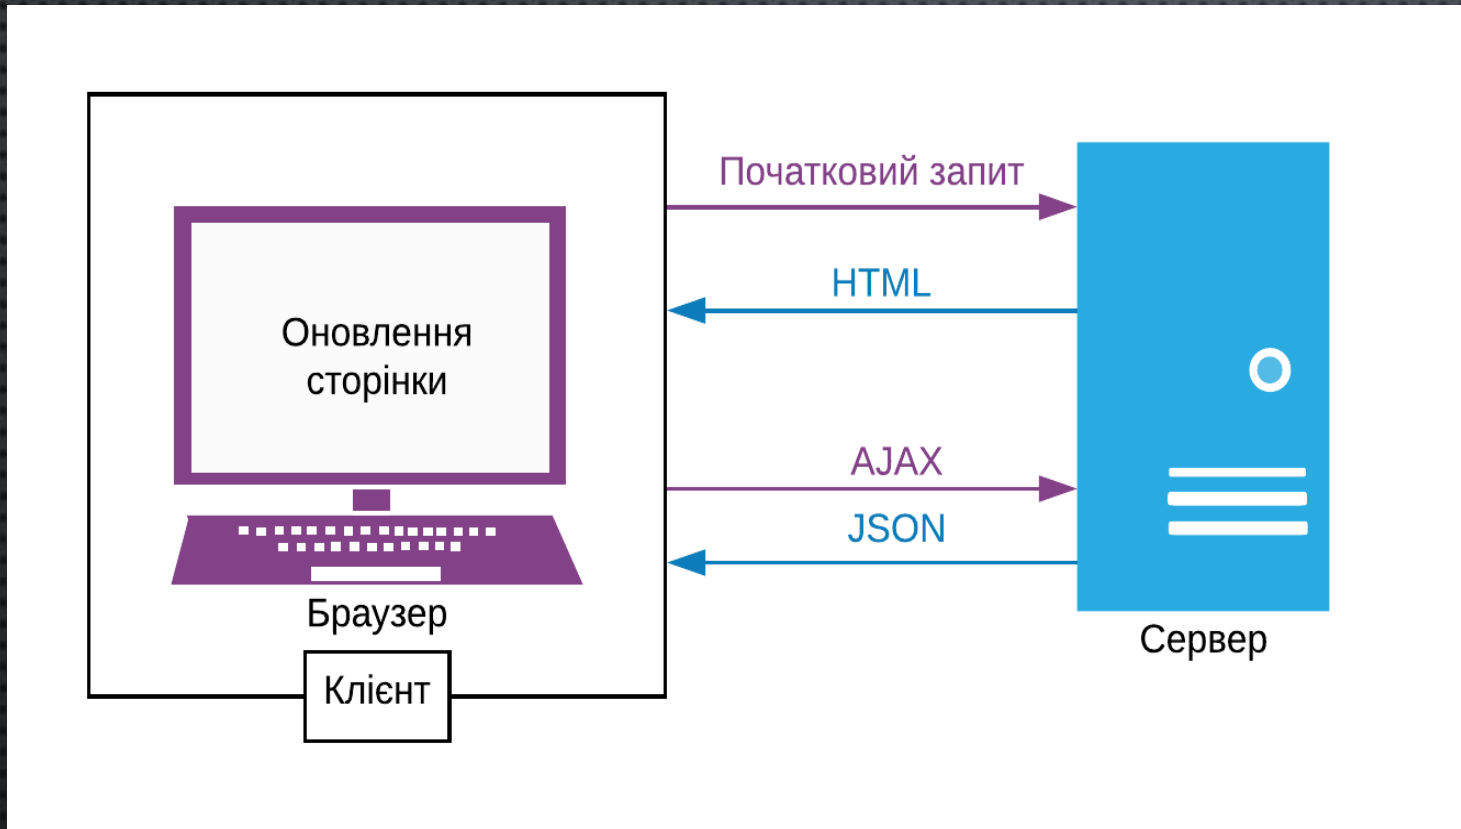 Початковий запит
HTML
Оновлення
сторінки
AJAX
JSON
Браузер
Сервер
Клієнт